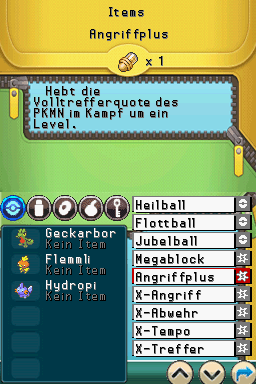 Items
Angriffplus
x 1
Hebt die
Volltrefferquote des
PKMN im Kampf um ein
Level.
Geckarbor
Kein Item
Flemmli
Kein Item
Hydropi
Kein Item
Heilball
Flottball
Jubelball
Megablock
Angriffplus
X-Angriff
X-Abwehr
X-Tempo
X-Treffer